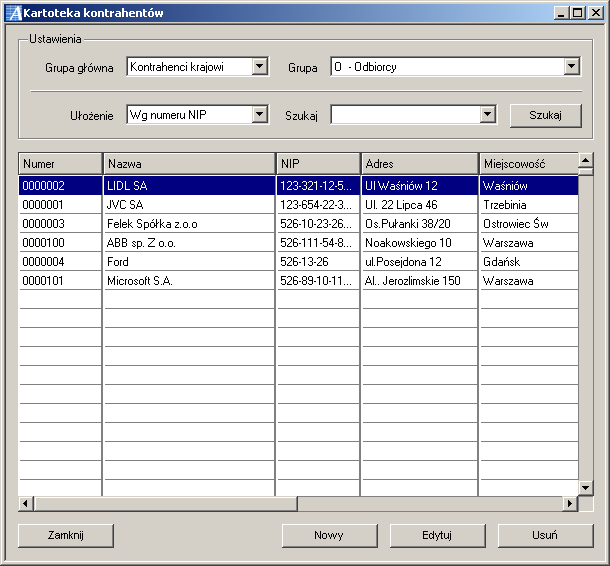 Kartoteka kontrahentów
Ustawienia
Grupa główna Kontrahenci krajowi Grupa O - Odbiorcy
Ułożenie Wg numeru NIP Szukaj Szukaj
Numer Nazwa NIP Adres Miejscowość
0000002 LIDL SA 123-321-12-5... Ul Waśniów 12 Waśniów
0000001 JVC SA 123-654-22-3... Ul. 22 Lipca 46 Trzebinia
0000003 Felek Spółka z.o.o 526-10-23-26... Os.Pułanki 38/20 Ostrowiec Św
0000100 ABB sp. Z o.o. 526-111-54-8... Noakowskiego 10 Warszawa
0000004 Ford 526-13-26 ul.Posejdona 12 Gdańsk
0000101 Microsoft S.A. 526-89-10-11... Al.. Jerozlimskie 150 Warszawa
Zamknij Nowy Edytuj Usuń